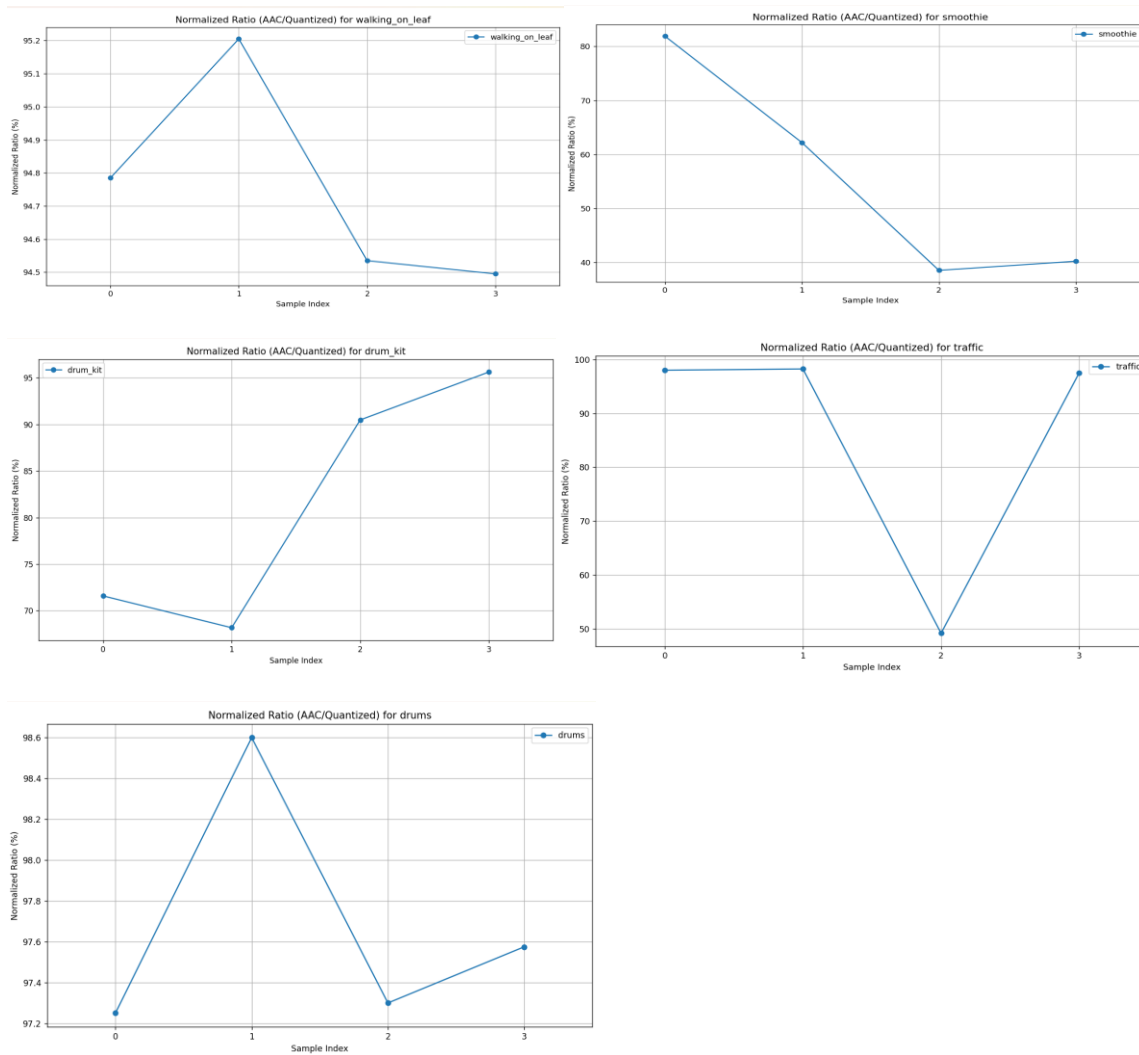 Normalized Ratio (AAC/Quantized) for walking_on_leaf
walking_on_leaf
95.2
95.1
95.0
94.9
94.8
94.7
94.6
94.5
Normalized Ratio (%)
0 1 2 3
Sample Index
Normalized Ratio (AAC/Quantized) for smoothie
smoothie
80
70
60
50
40
Normalized Ratio (%)
0 1 2 3
Sample Index
Normalized Ratio (AAC/Quantized) for drum_kit
drum_kit
95
90
85
80
75
70
Normalized Ratio (%)
0 1 2 3
Sample Index
Normalized Ratio (AAC/Quantized) for traffic
traffic
100
90
80
70
60
50
Normalized Ratio (%)
0 1 2 3
Sample Index
Normalized Ratio (AAC/Quantized) for drums
drums
98.6
98.4
98.2
98.0
97.8
97.6
97.4
97.2
Normalized Ratio (%)
0 1 2 3
Sample Index